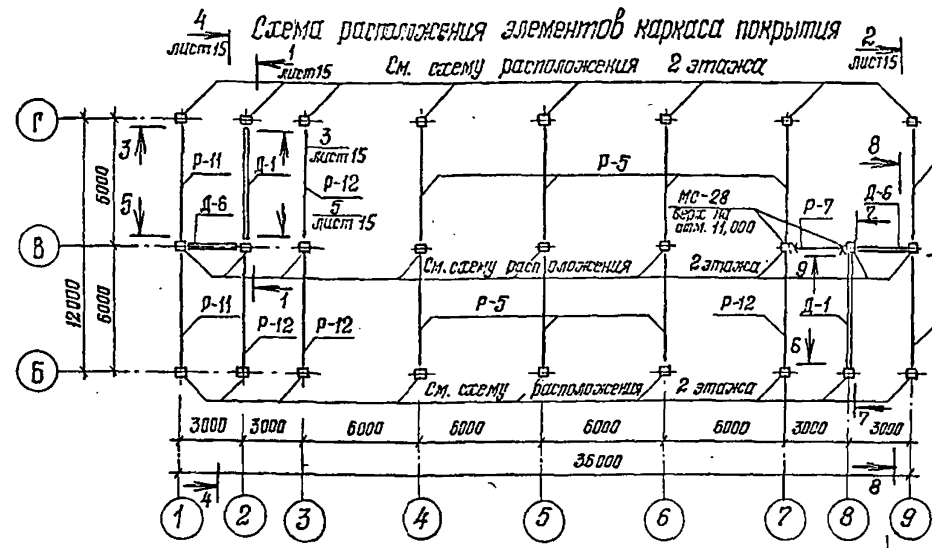 Схема расположения элементов каркаса покрытия
4
лист 15
1
лист 15
См. схему расположения 2 этажа
2
лист 15
Г
3
Р-11
Д-1
3
лист 15
Р-12
5
лист 15
Р-5
8
МС-28
верх на
отм. 11,000
Р-7
Д-6
7
5
Д-6
6000
В
См. схему расположения 2 этажа
9
1
12000
6000
Р-11
Р-12
Р-12
Р-5
Р-12
Д-1
6
Б
См. схему расположения 2 этажа
7
3000
3000
6000
6000
6000
6000
3000
3000
36000
4
8
1
2
3
4
5
6
7
8
9